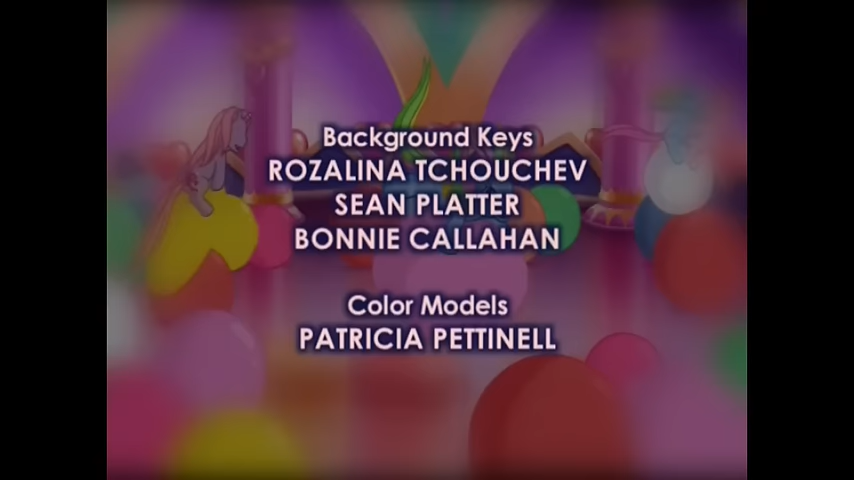 Background Keys
ROZALINA TCHOUCHEV
SEAN PLATTER
BONNIE CALLAHAN
Color Models
PATRICIA PETTINELL